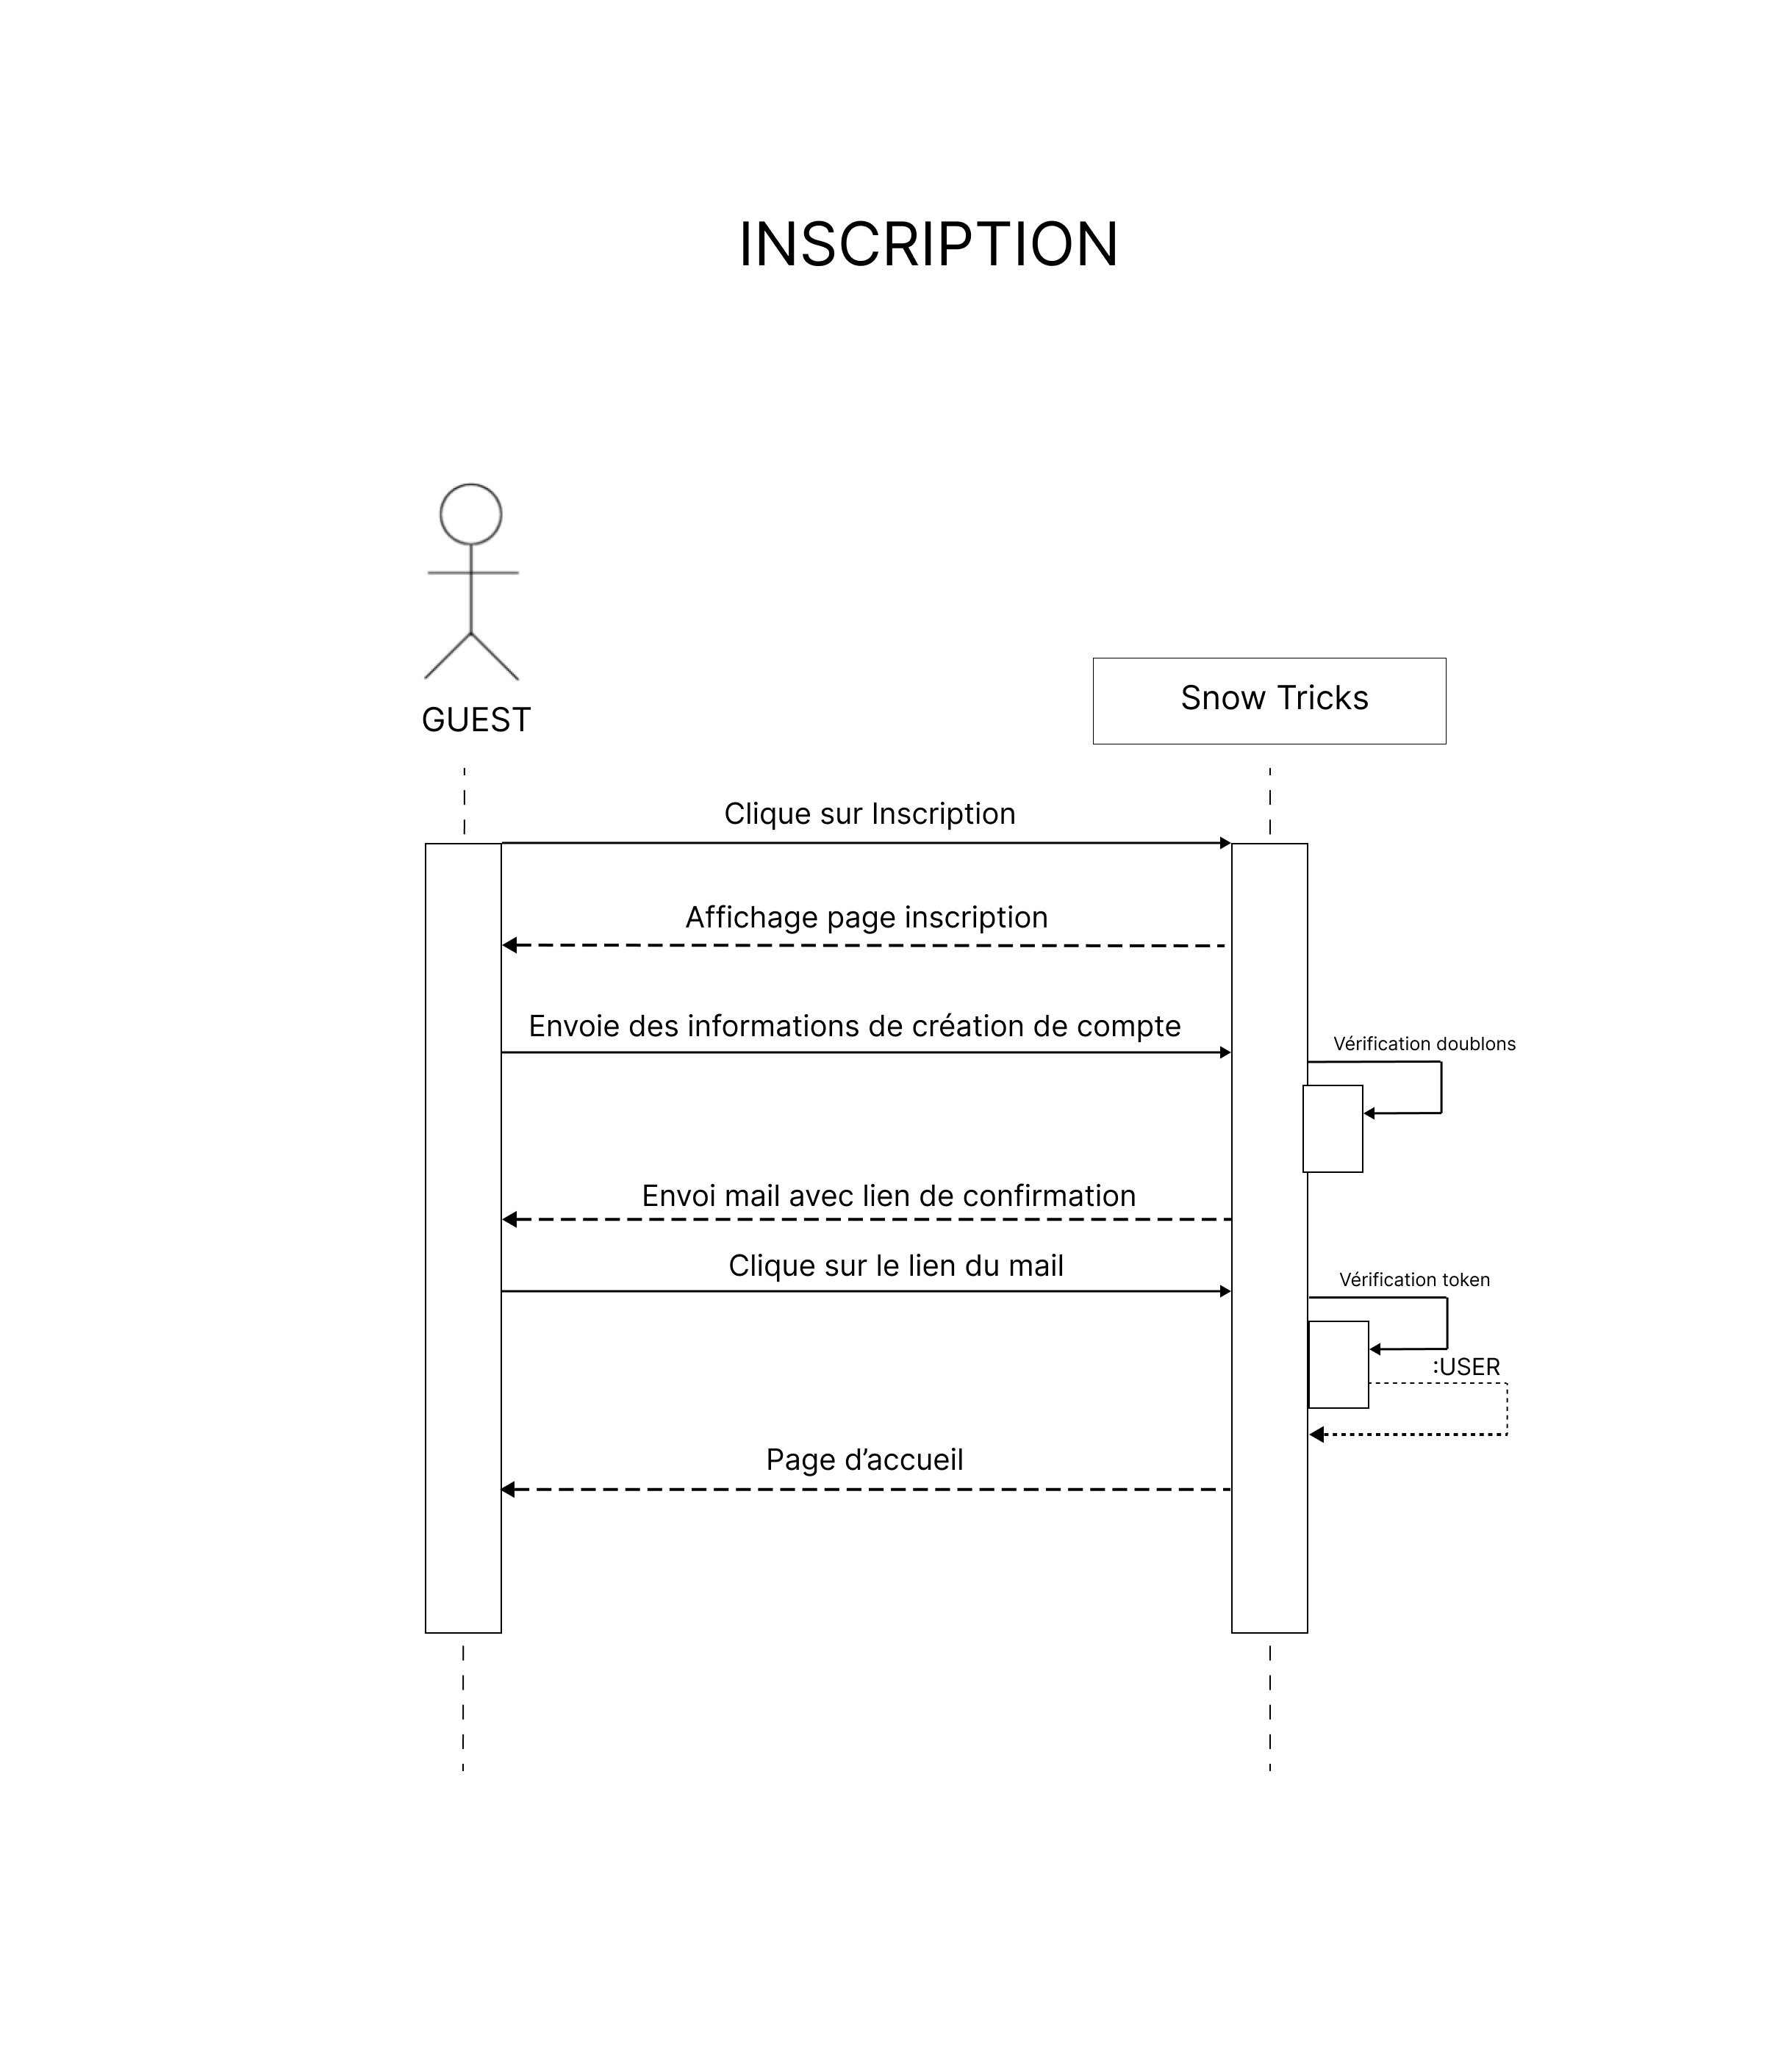 INSCRIPTION
GUEST
Snow Tricks
Clique sur Inscription
Affichage page inscription
Envoie des informations de création de compte
Vérification doublons
Envoi mail avec lien de confirmation
Clique sur le lien du mail
Vérification token
:USER
Page d’accueil